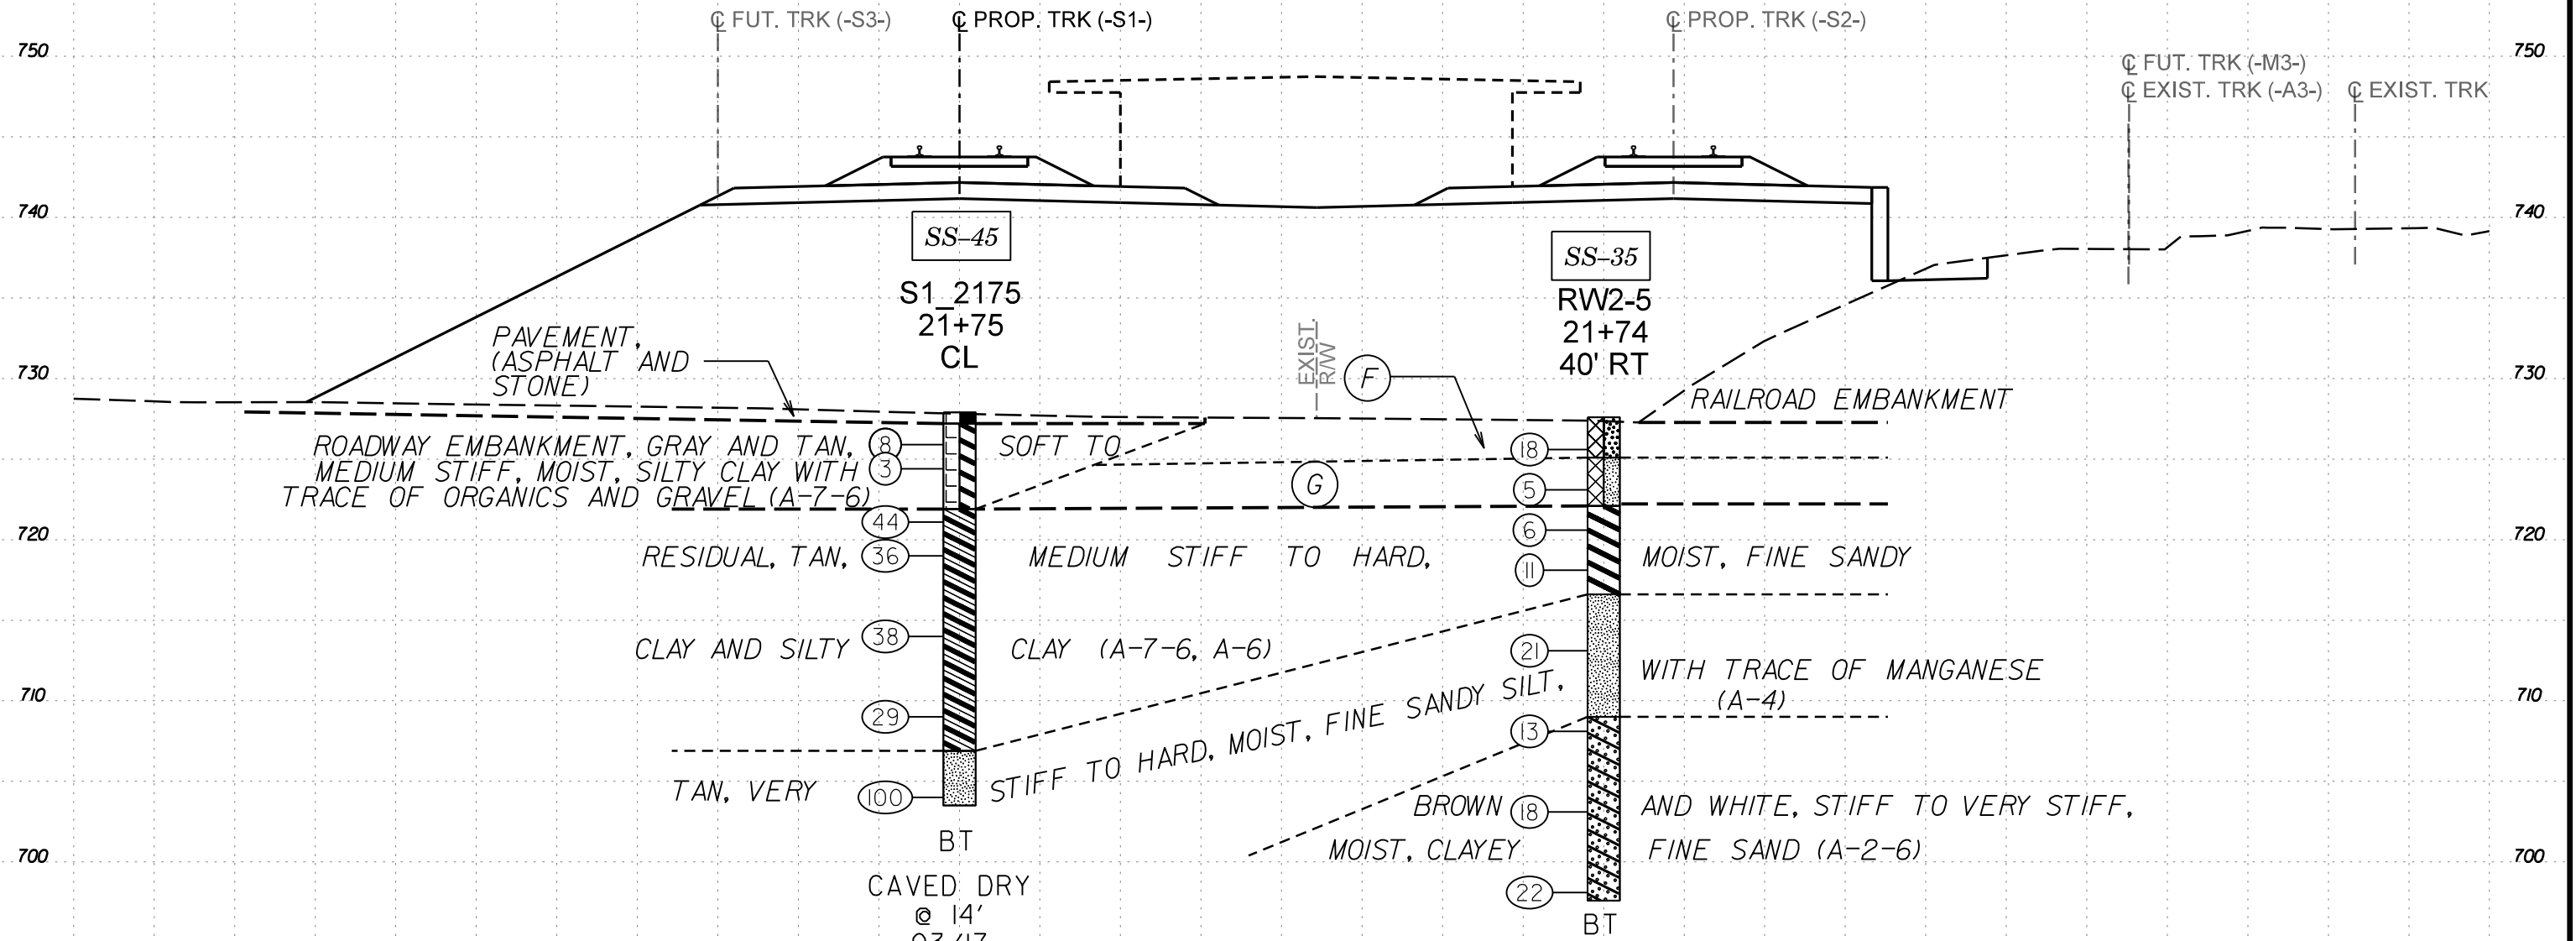 ℄ FUT. TRK (-S3-)
℄ PROP. TRK (-S1-)
℄ PROP. TRK (-S2-)
750
750
℄ FUT. TRK (-M3-)
℄ EXIST. TRK (-A3-)
℄ EXIST. TRK
740
740
SS-45
S1_2175
21+75
CL
SS-35
RW2-5
21+74
40' RT
PAVEMENT,
(ASPHALT AND
STONE)
EXIST.
R/W
F
730
730
RAILROAD EMBANKMENT
ROADWAY EMBANKMENT, GRAY AND TAN, 8 SOFT TO
MEDIUM STIFF, MOIST, SILTY CLAY WITH 3
TRACE OF ORGANICS AND GRAVEL (A-7-6)
18
G
5
44
6
720
720
RESIDUAL, TAN, 36 MEDIUM STIFF TO HARD, 11 MOIST, FINE SANDY
CLAY AND SILTY 38 CLAY (A-7-6, A-6)
21
WITH TRACE OF MANGANESE
(A-4)
710
710
29
13
TAN, VERY 100 STIFF TO HARD, MOIST, FINE SANDY SILT,
BROWN 18 AND WHITE, STIFF TO VERY STIFF,
MOIST, CLAYEY FINE SAND (A-2-6)
700
700
BT
CAVED DRY
@ 14'
22
BT